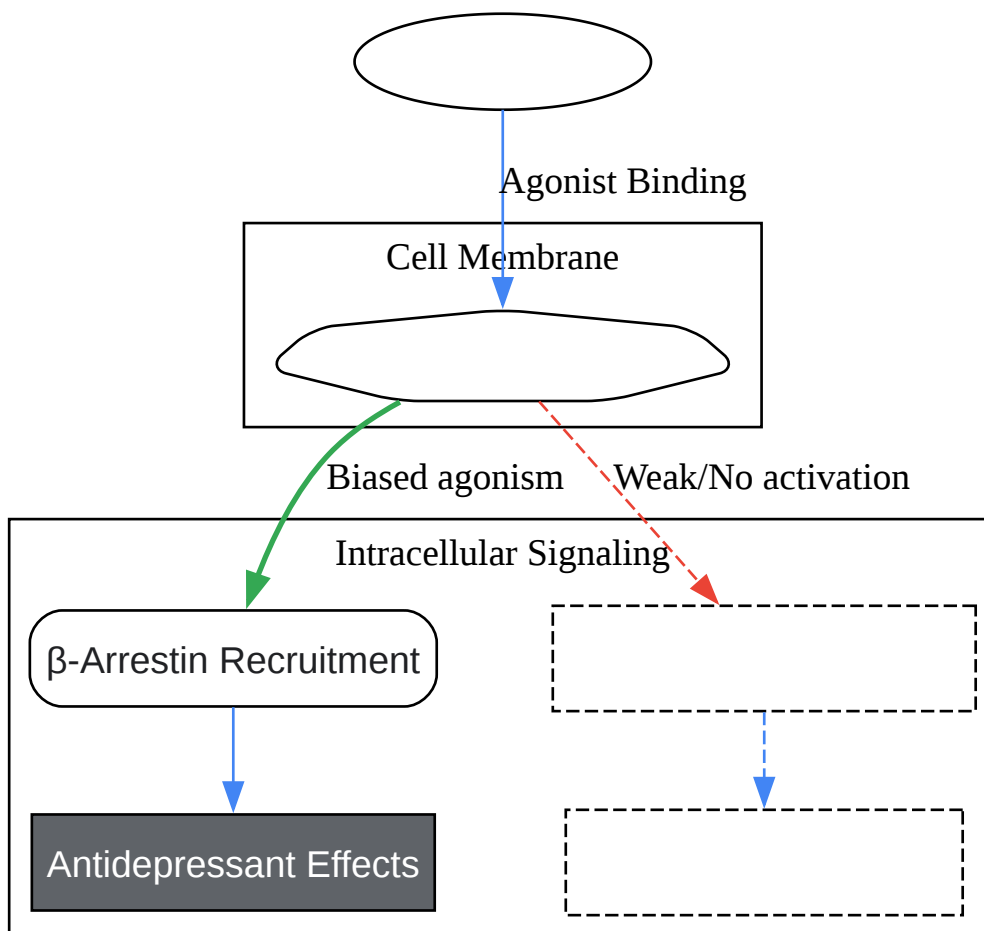 Agonist Binding
Cell Membrane
Biased agonism
Weak/No activation
Intracellular Signaling
β-Arrestin Recruitment
Antidepressant Effects